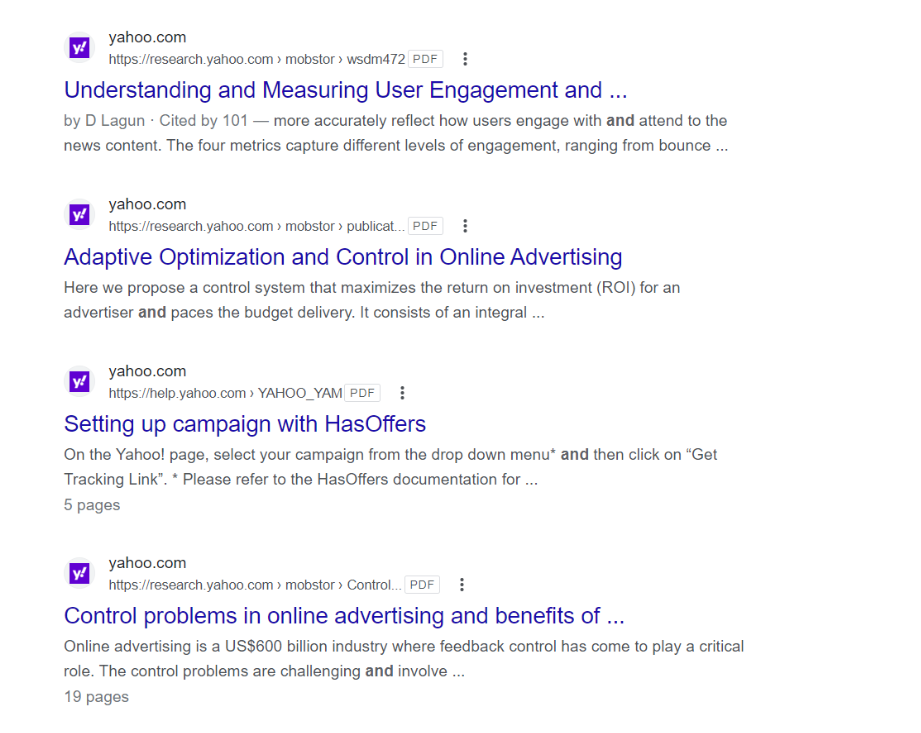 yahoo.com
https://research.yahoo.com › mobstor › wsdm472 PDF
Understanding and Measuring User Engagement and ...
by D Lagun · Cited by 101 — more accurately reflect how users engage with and attend to the
news content. The four metrics capture different levels of engagement, ranging from bounce ...
yahoo.com
https://research.yahoo.com › mobstor › publicat... PDF
Adaptive Optimization and Control in Online Advertising
Here we propose a control system that maximizes the return on investment (ROI) for an
advertiser and paces the budget delivery. It consists of an integral ...
yahoo.com
https://help.yahoo.com › YAHOO_YAM PDF
Setting up campaign with HasOffers
On the Yahoo! page, select your campaign from the drop down menu* and then click on “Get
Tracking Link”. * Please refer to the HasOffers documentation for ...
5 pages
yahoo.com
https://research.yahoo.com › mobstor › Control... PDF
Control problems in online advertising and benefits of ...
Online advertising is a US$600 billion industry where feedback control has come to play a critical
role. The control problems are challenging and involve ...
19 pages